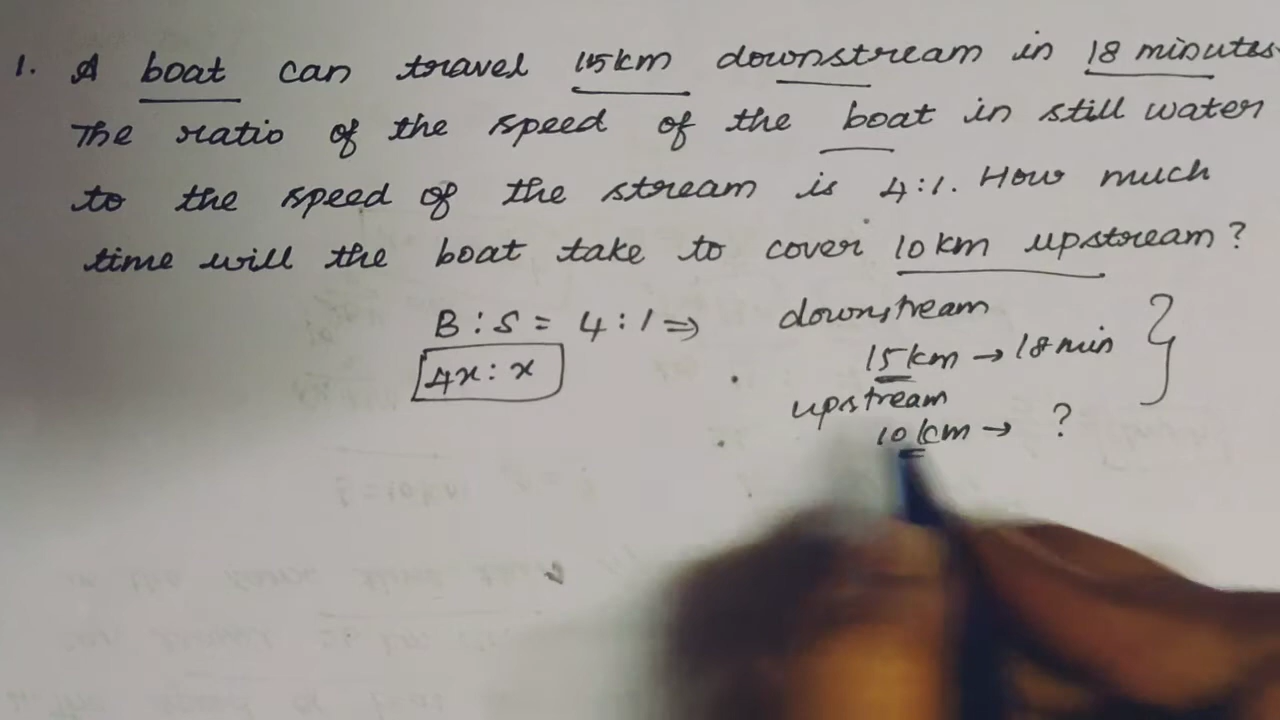 1. A boat can travel 15km downstream in 18 minutes.
The ratio of the speed of the boat in still water
to the speed of the stream is 4:1. How much
time will the boat take to cover 10km upstream?
B : S = 4 : 1 ⇒
4x : x
downstream
15km → 18 min
upstream
10km → ?